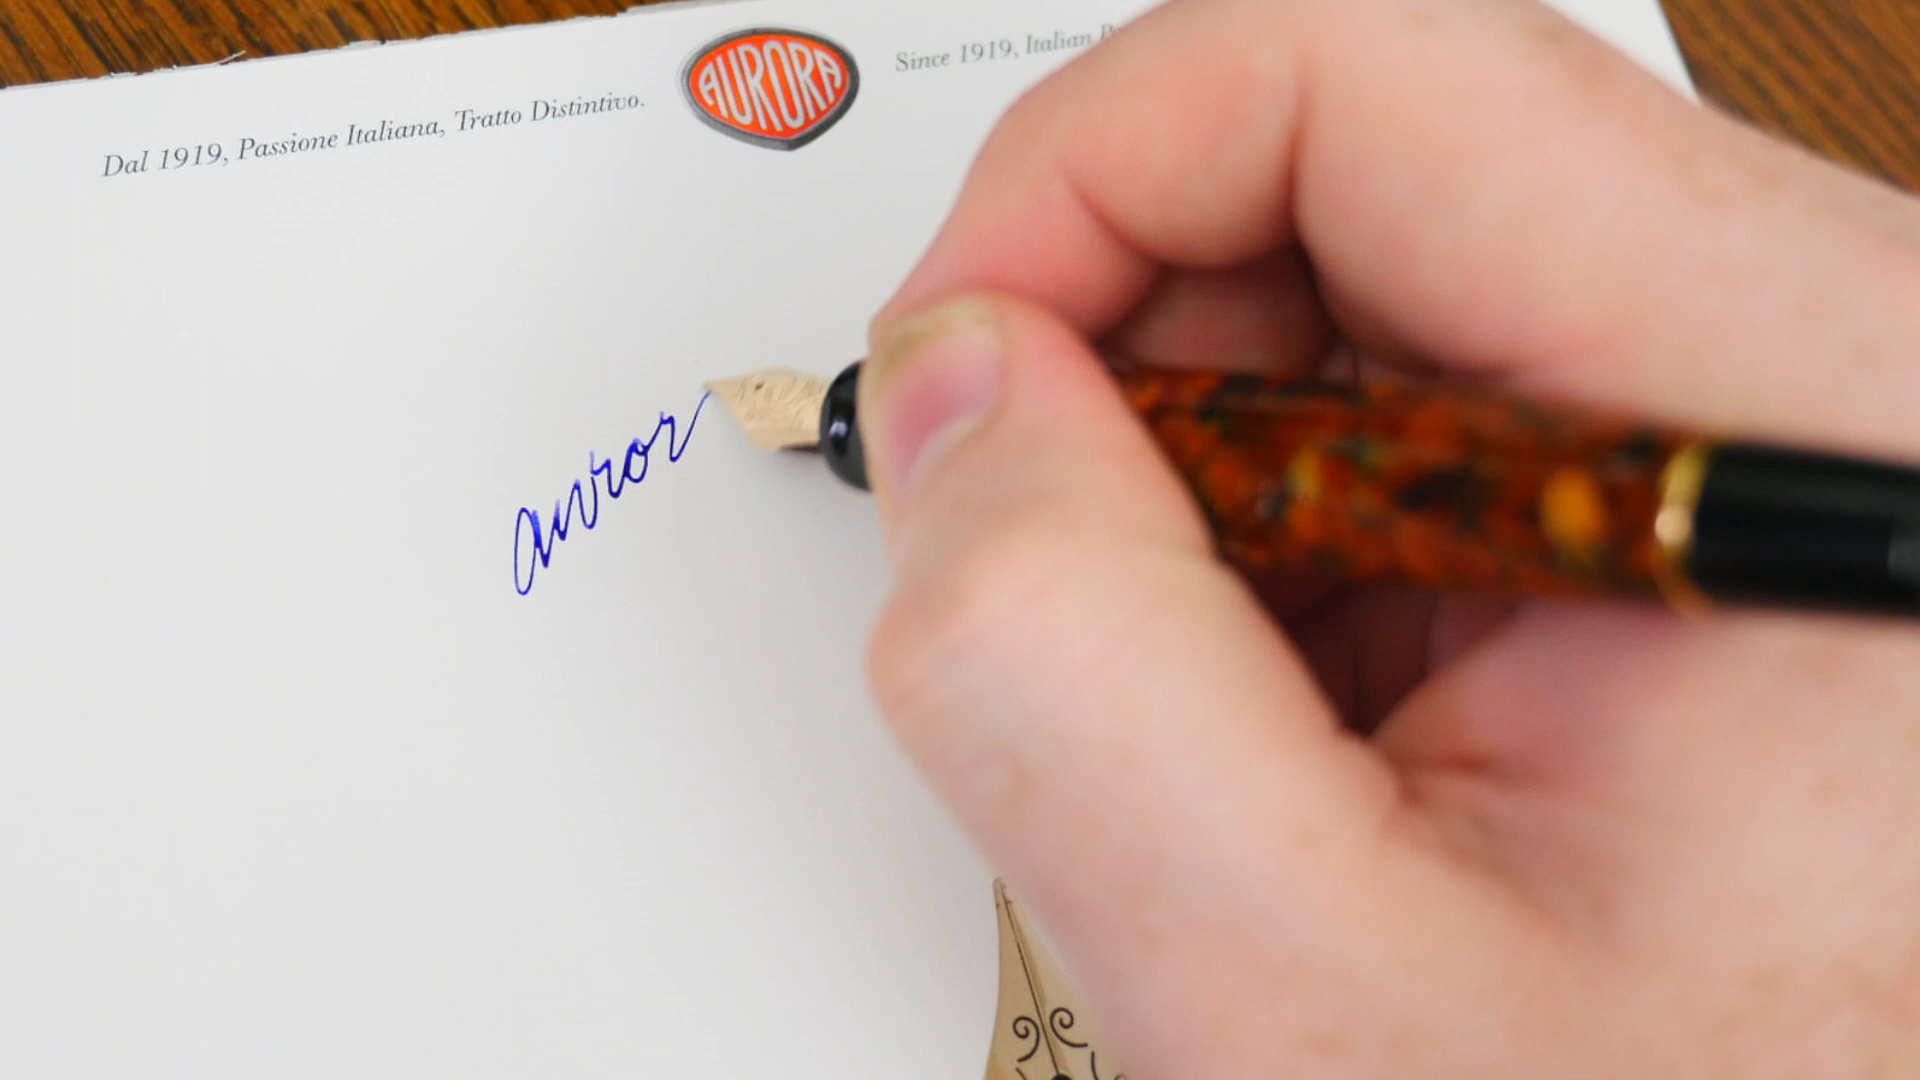 Dal 1919, Passione Italiana, Tratto Distintivo.
AURORA
Since 1919, Italian
auror